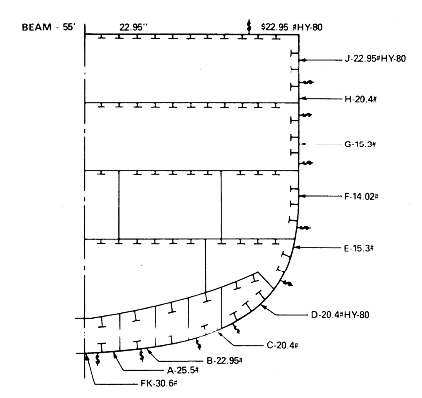 BEAM - 55' 22.95" $22.95 #HY-80
J-22.95#HY-80
H-20.4#
G-15.3#
F-14.02#
E-15.3#
D-20.4#HY-80
C-20.4#
B-22.95#
A-25.5#
FK-30.6#